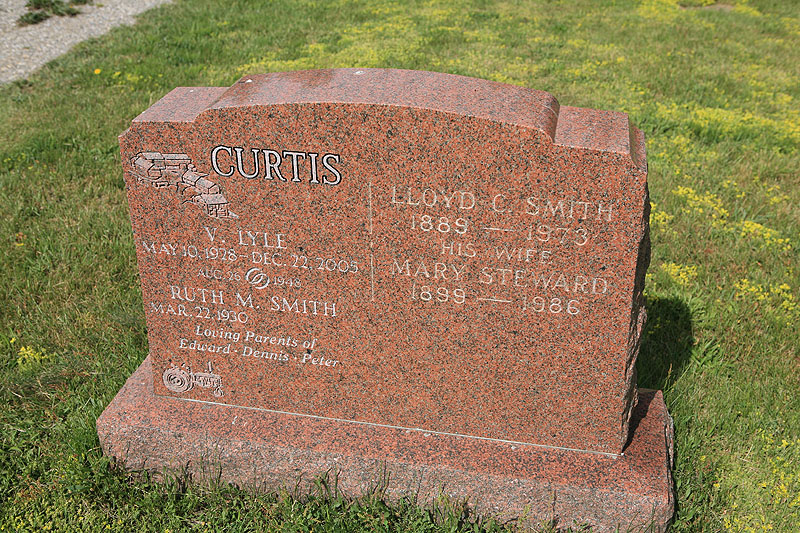 CURTIS
V. LYLE
MAY 10, 1928 – DEC. 22, 2005
AUG. 28 1948
RUTH M. SMITH
MAR. 22, 1930
Loving Parents of
Edward · Dennis · Peter
LLOYD C. SMITH
1889 — 1973
HIS WIFE
MARY STEWARD
1899 — 1986